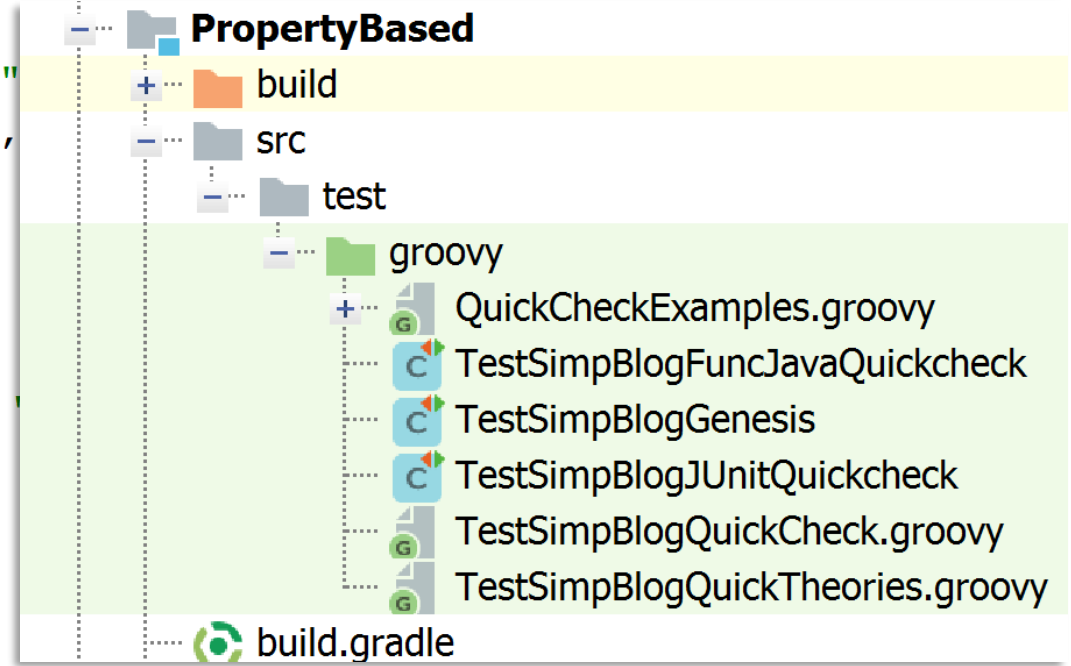 PropertyBased
build
src
test
groovy
QuickCheckExamples.groovy
TestSimpBlogFuncJavaQuickcheck
TestSimpBlogGenesis
TestSimpBlogJUnitQuickcheck
TestSimpBlogQuickCheck.groovy
TestSimpBlogQuickTheories.groovy
build.gradle